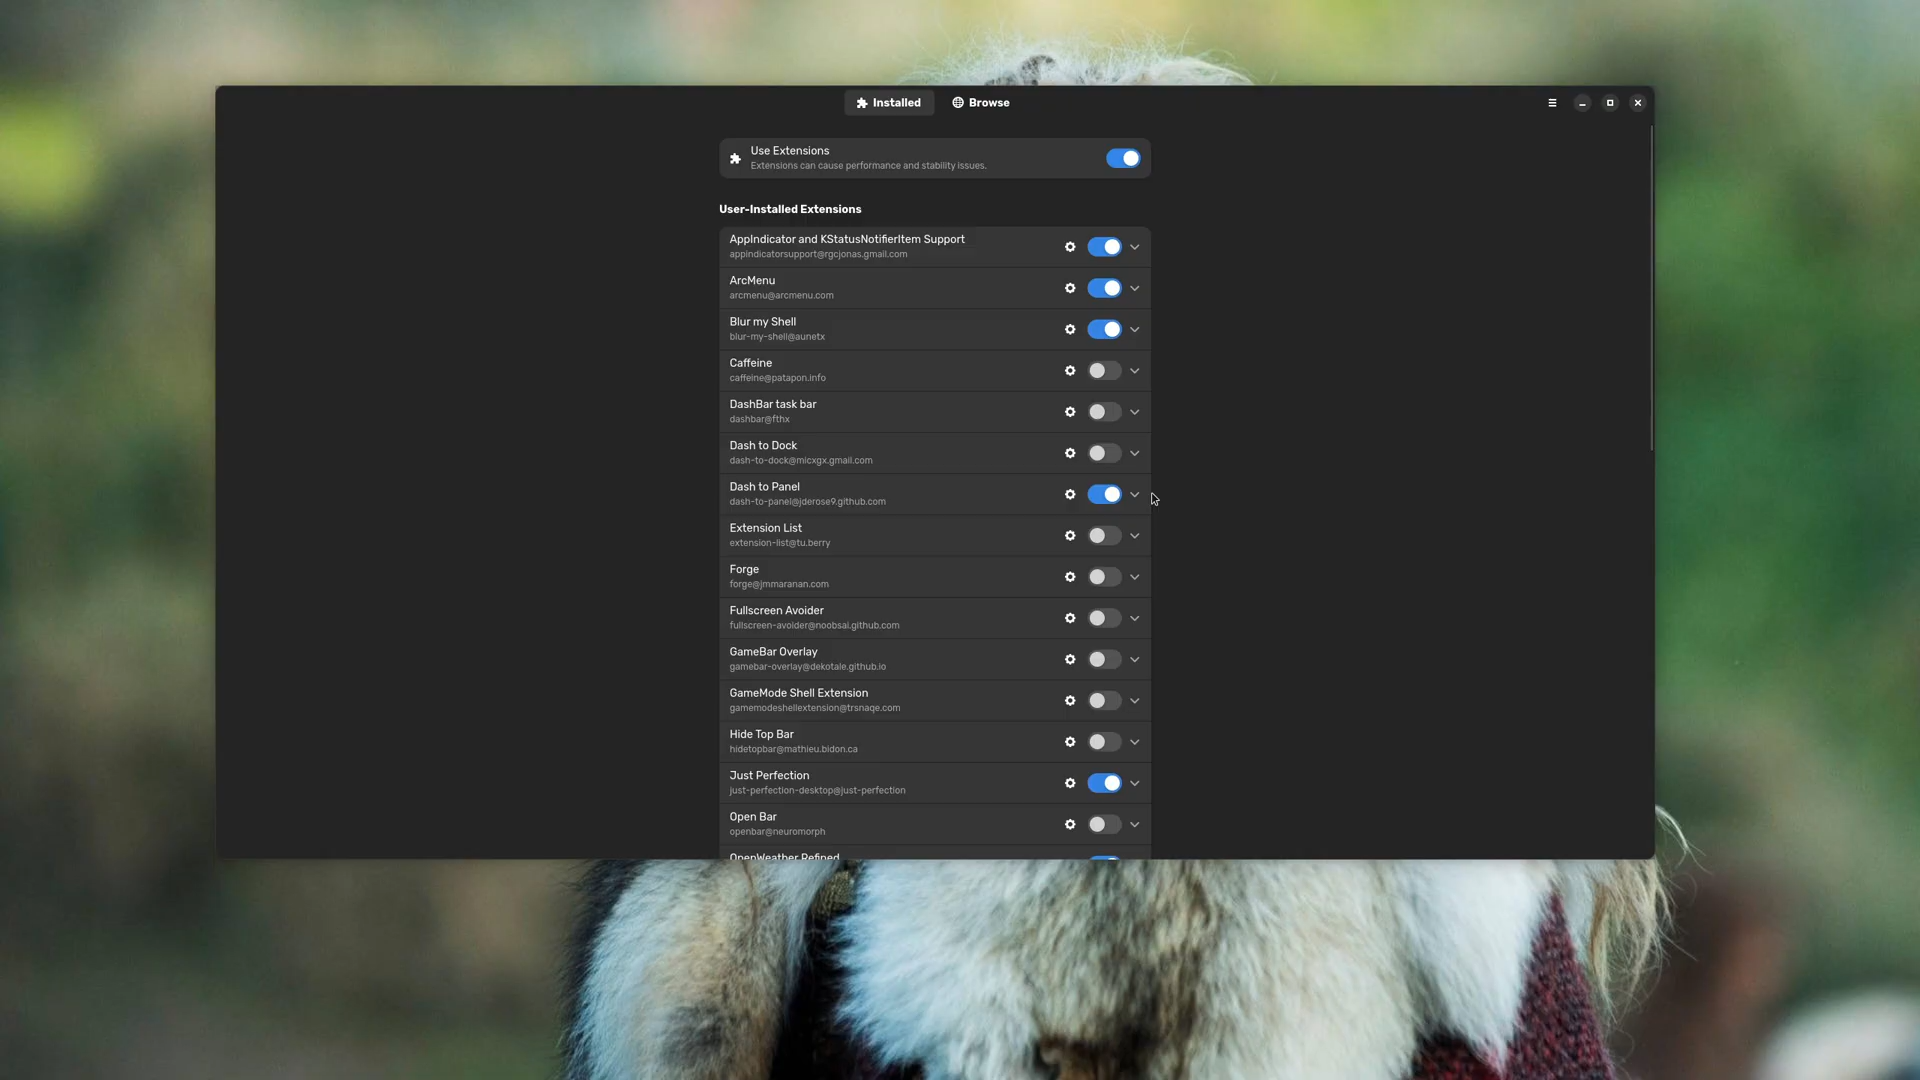 Installed
Browse
Use Extensions
Extensions can cause performance and stability issues.
User-Installed Extensions
AppIndicator and KStatusNotifierItem Support
appindicatorsupport@rgcjonas.gmail.com
ArcMenu
arcmenu@arcmenu.com
Blur my Shell
blur-my-shell@aunetx
Caffeine
caffeine@patapon.info
DashBar task bar
dashbar@fthx
Dash to Dock
dash-to-dock@micxgx.gmail.com
Dash to Panel
dash-to-panel@jderose9.github.com
Extension List
extension-list@tu.berry
Forge
forge@jmmaranan.com
Fullscreen Avoider
fullscreen-avoider@noobsai.github.com
GameBar Overlay
gamebar-overlay@dekotale.github.io
GameMode Shell Extension
gamemodeshellextension@trsnaqe.com
Hide Top Bar
hidetopbar@mathieu.bidon.ca
Just Perfection
just-perfection-desktop@just-perfection
Open Bar
openbar@neuromorph
OpenWeather Refined